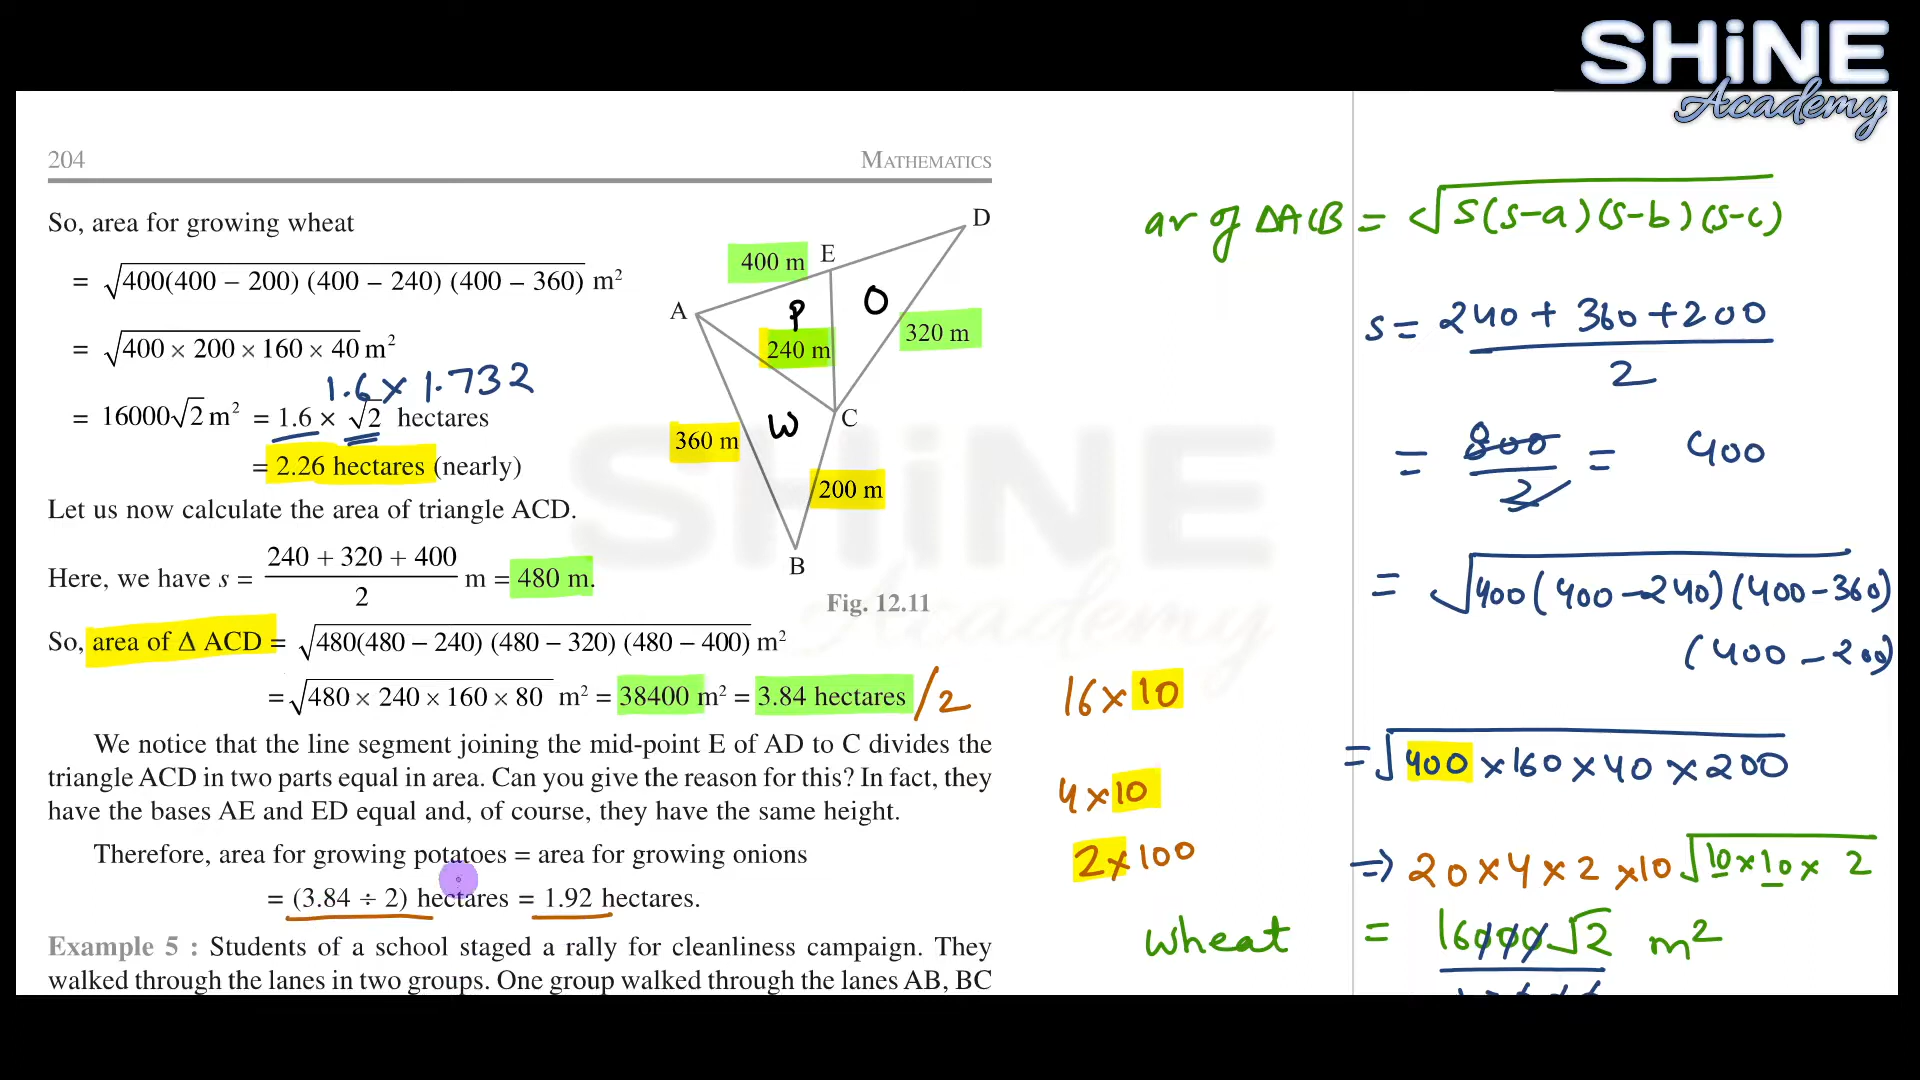 SHiNE
Academy
204 MATHEMATICS
So, area for growing wheat
= √400(400 – 200) (400 – 240) (400 – 360) m²
= √400 × 200 × 160 × 40 m²
1.6 × 1.732
= 16000√2 m² = 1.6 × √2 hectares
= 2.26 hectares (nearly)
Let us now calculate the area of triangle ACD.
Here, we have s = (240 + 320 + 400)/2 m = 480 m.
So, area of Δ ACD = √480(480 – 240) (480 – 320) (480 – 400) m²
= √480 × 240 × 160 × 80 m² = 38400 m² = 3.84 hectares /2
We notice that the line segment joining the mid-point E of AD to C divides the
triangle ACD in two parts equal in area. Can you give the reason for this? In fact, they
have the bases AE and ED equal and, of course, they have the same height.
Therefore, area for growing potatoes = area for growing onions
= (3.84 ÷ 2) hectares = 1.92 hectares.
Example 5 : Students of a school staged a rally for cleanliness campaign. They
walked through the lanes in two groups. One group walked through the lanes AB, BC
D
400 m E
A P O
240 m 320 m
360 m W C
200 m
B
Fig. 12.11
SHiNE
Academy
ar of ΔACB = √s(s-a)(s-b)(s-c)
s = 240 + 360 + 200
2
= 800/2 = 400
= √400(400-240)(400-360)
(400-200)
16×10
4×10
2×100
= √400×160×40×200
⇒ 20×4×2×10√10×10×2
wheat = 16000√2 m²